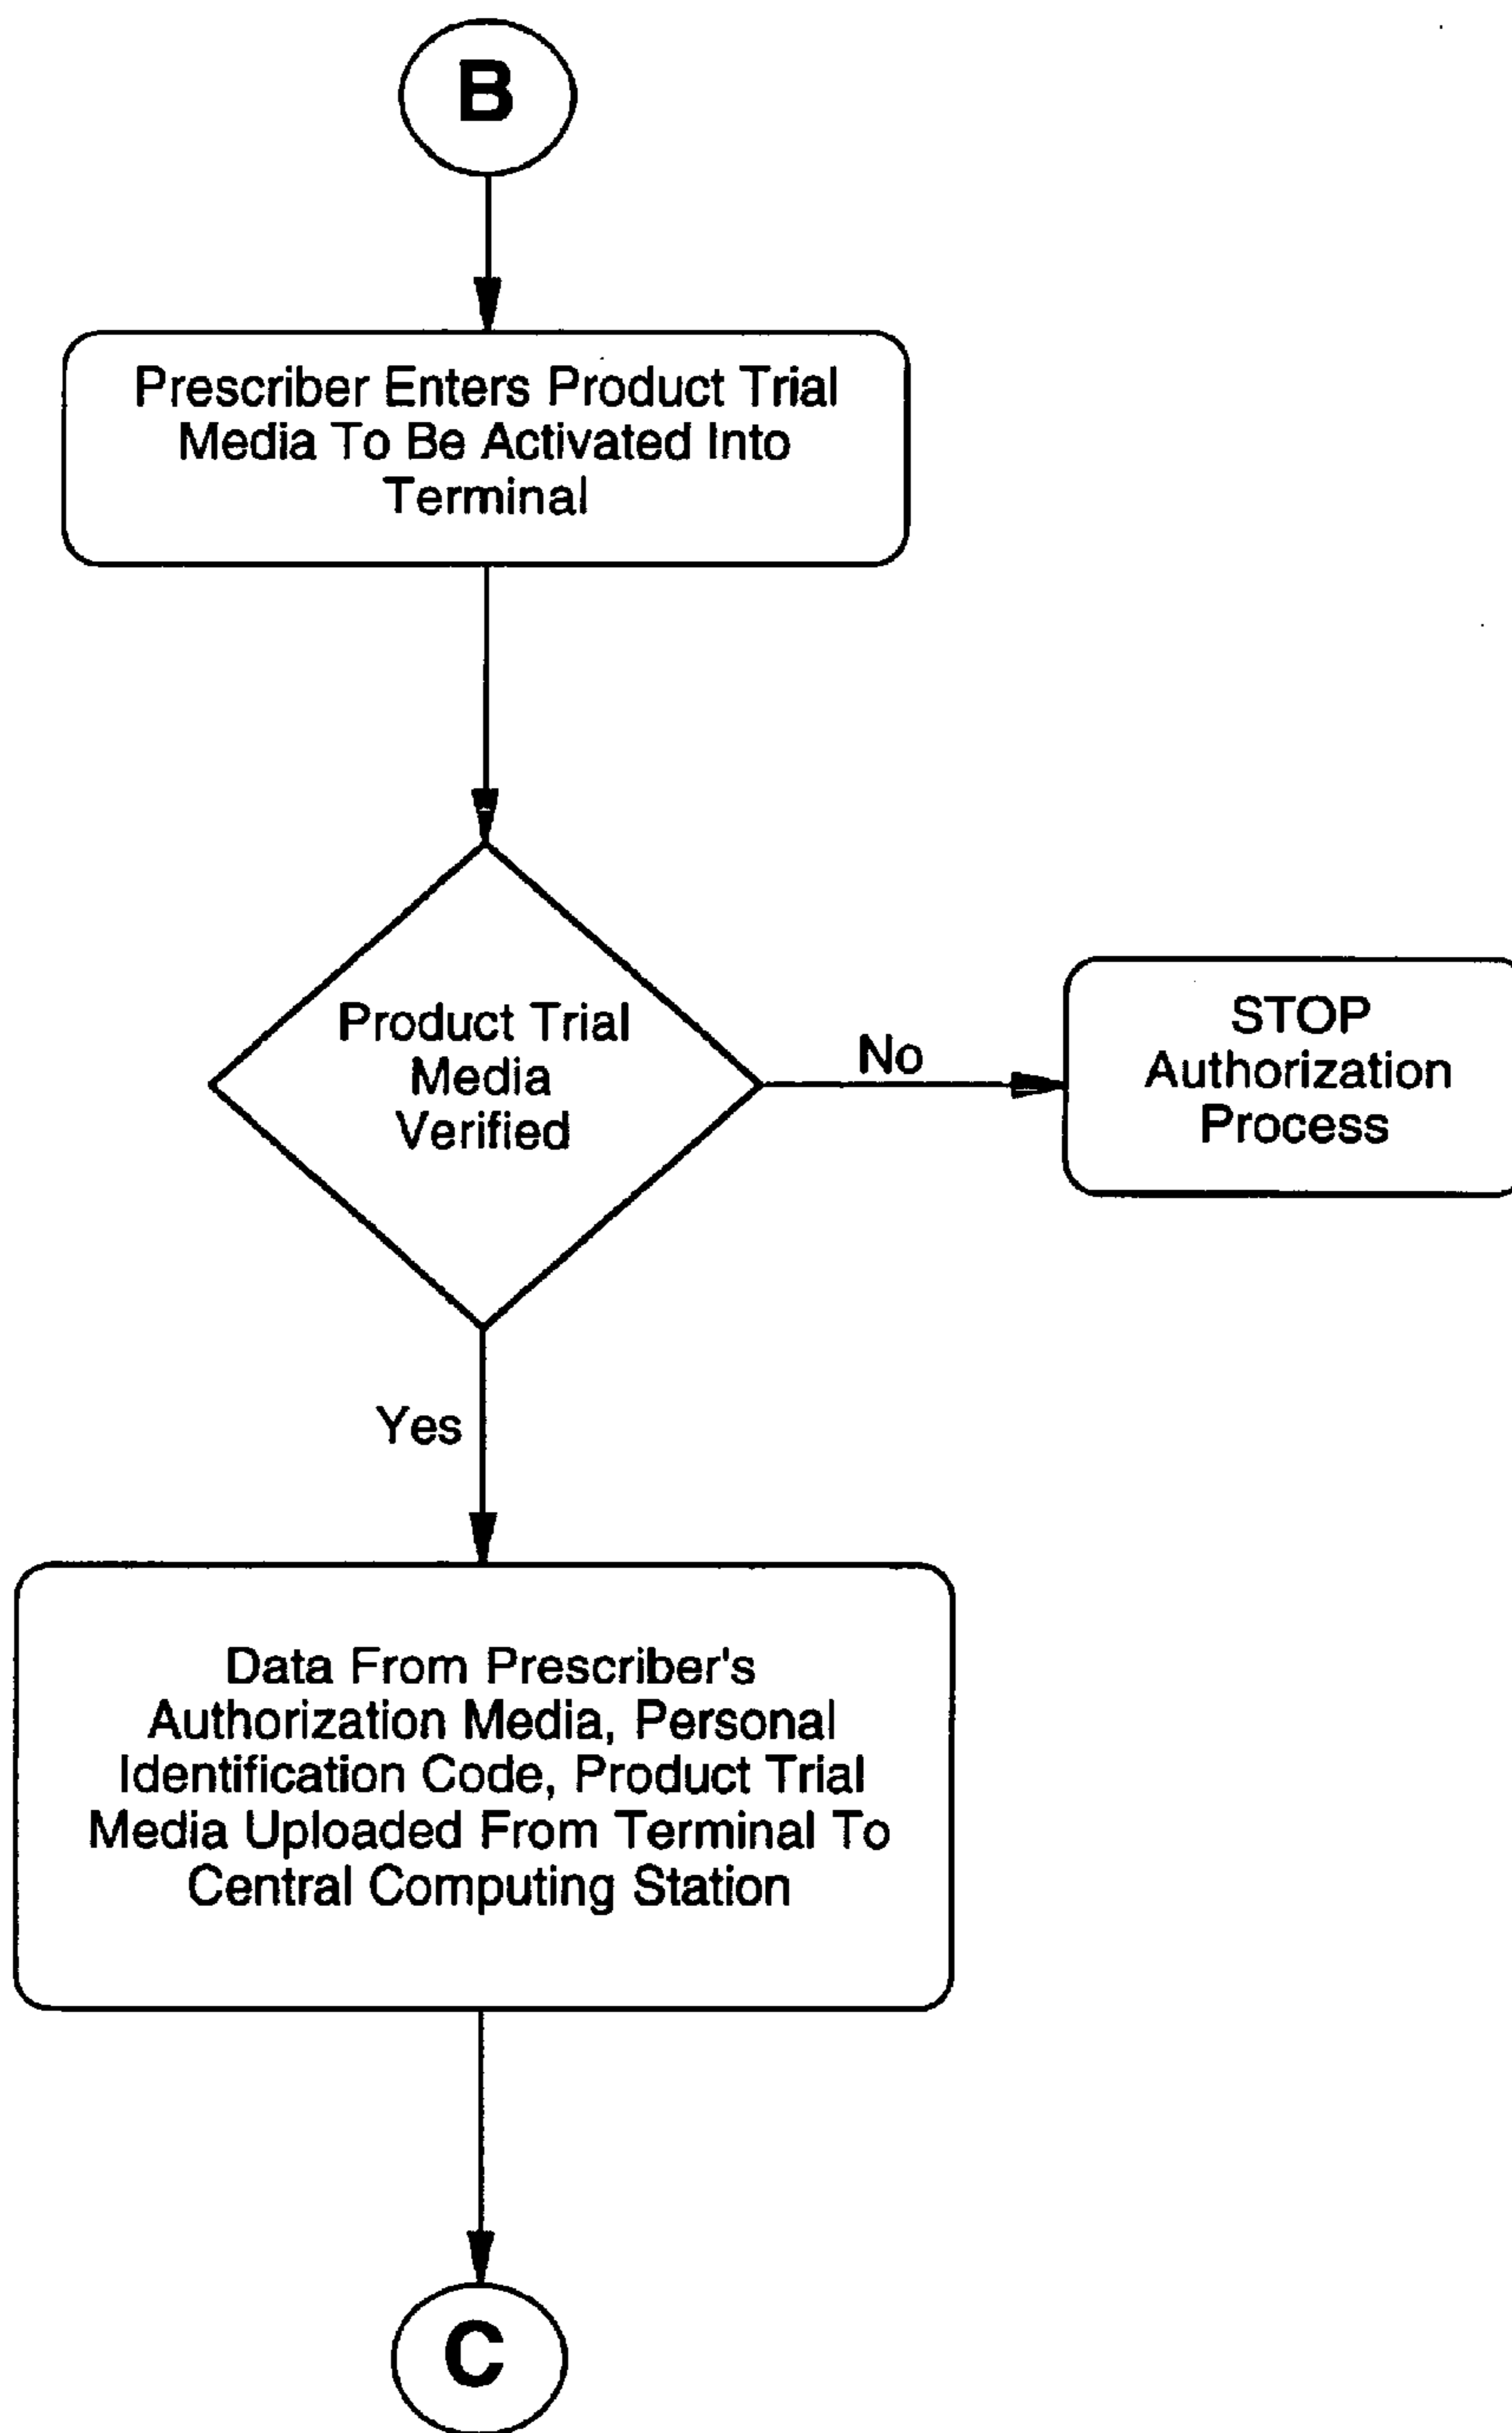 B
Prescriber Enters Product Trial
Media To Be Activated Into
Terminal
Product Trial
Media
Verified
No
STOP
Authorization
Process
Yes
Data From Prescriber's
Authorization Media, Personal
Identification Code, Product Trial
Media Uploaded From Terminal To
Central Computing Station
C